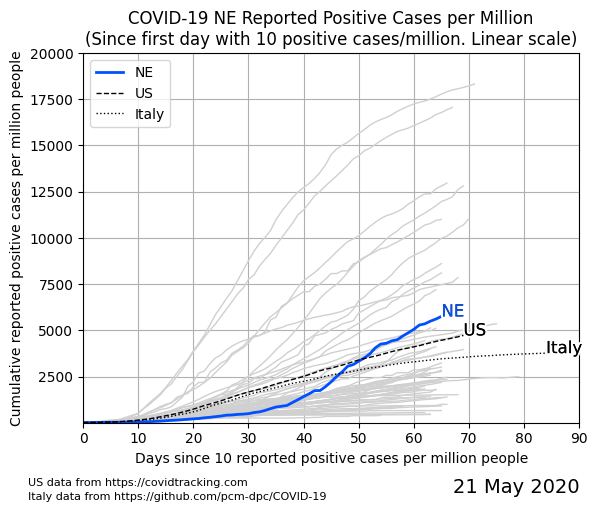 COVID-19 NE Reported Positive Cases per Million
(Since first day with 10 positive cases/million. Linear scale)
Cumulative reported positive cases per million people
20000
17500
15000
12500
10000
7500
5000
2500
NE
US
Italy
NE
US
Italy
0 10 20 30 40 50 60 70 80 90
Days since 10 reported positive cases per million people
US data from https://covidtracking.com
Italy data from https://github.com/pcm-dpc/COVID-19
21 May 2020